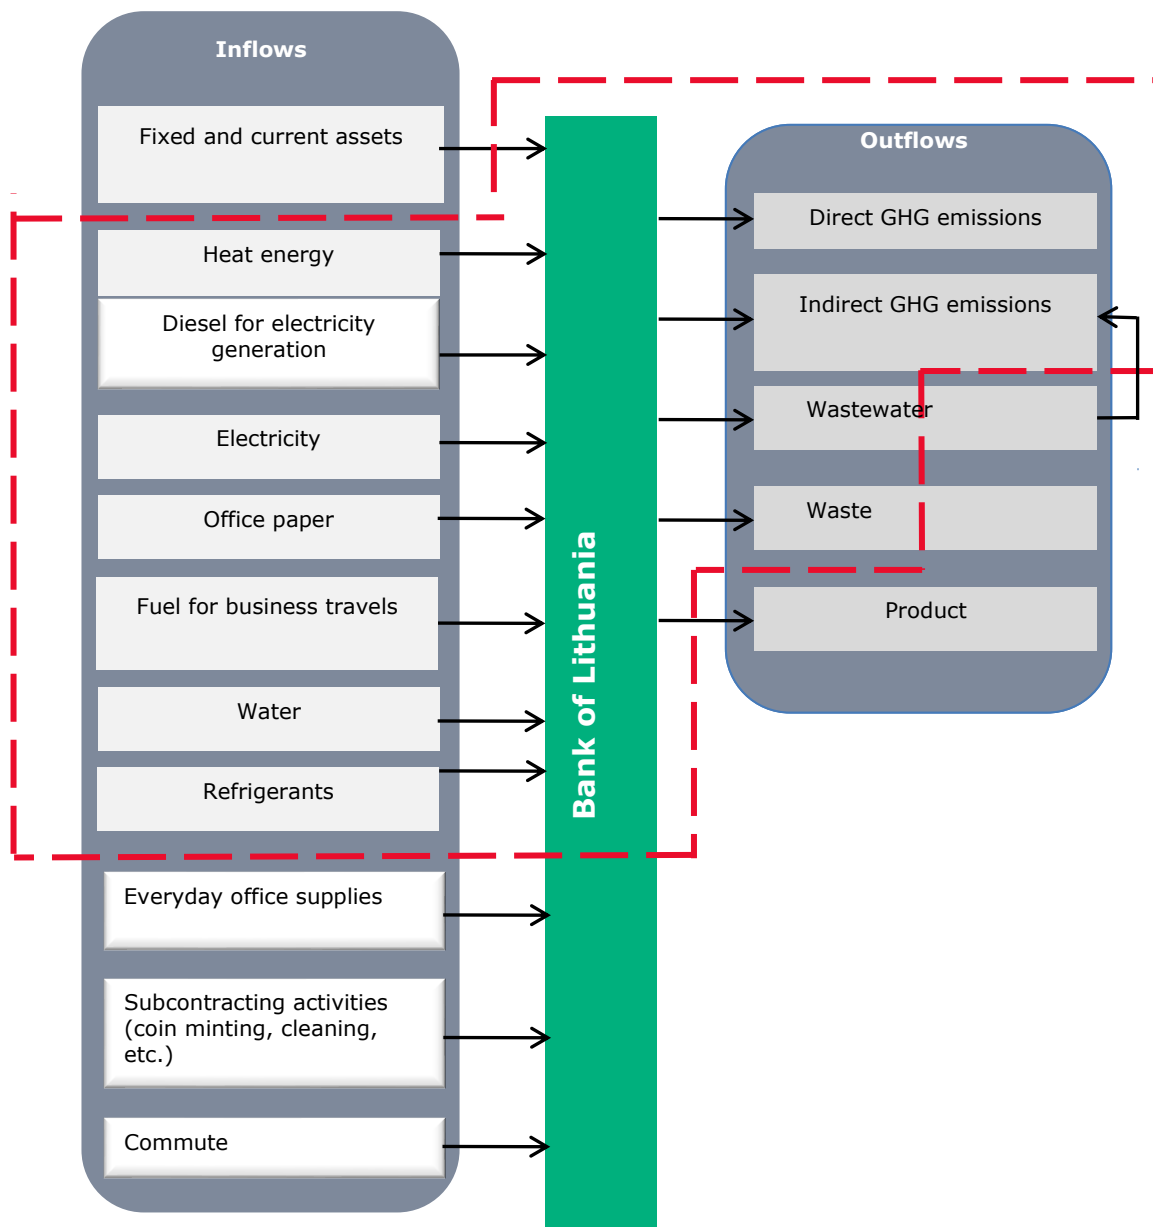 Inflows
Fixed and current assets
Heat energy
Diesel for electricity
generation
Electricity
Office paper
Fuel for business travels
Water
Refrigerants
Everyday office supplies
Subcontracting activities
(coin minting, cleaning,
etc.)
Commute
Bank of Lithuania
Outflows
Direct GHG emissions
Indirect GHG emissions
Wastewater
Waste
Product